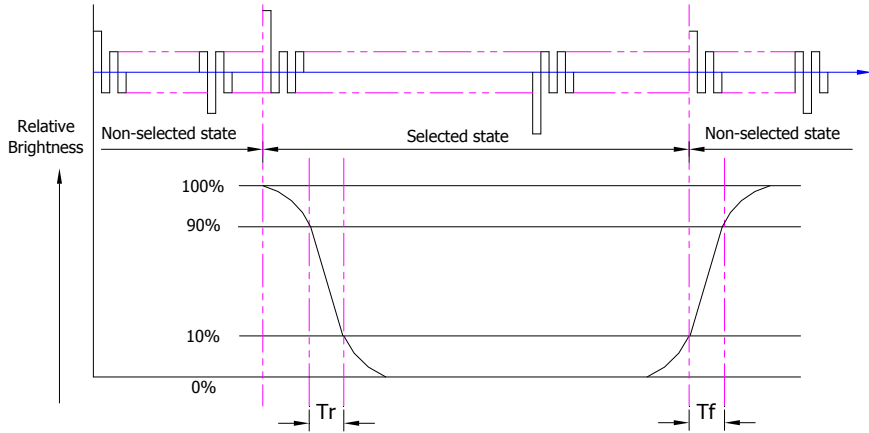 Relative
Brightness
Non-selected state
Selected state
Non-selected state
100%
90%
10%
0%
Tr
Tf